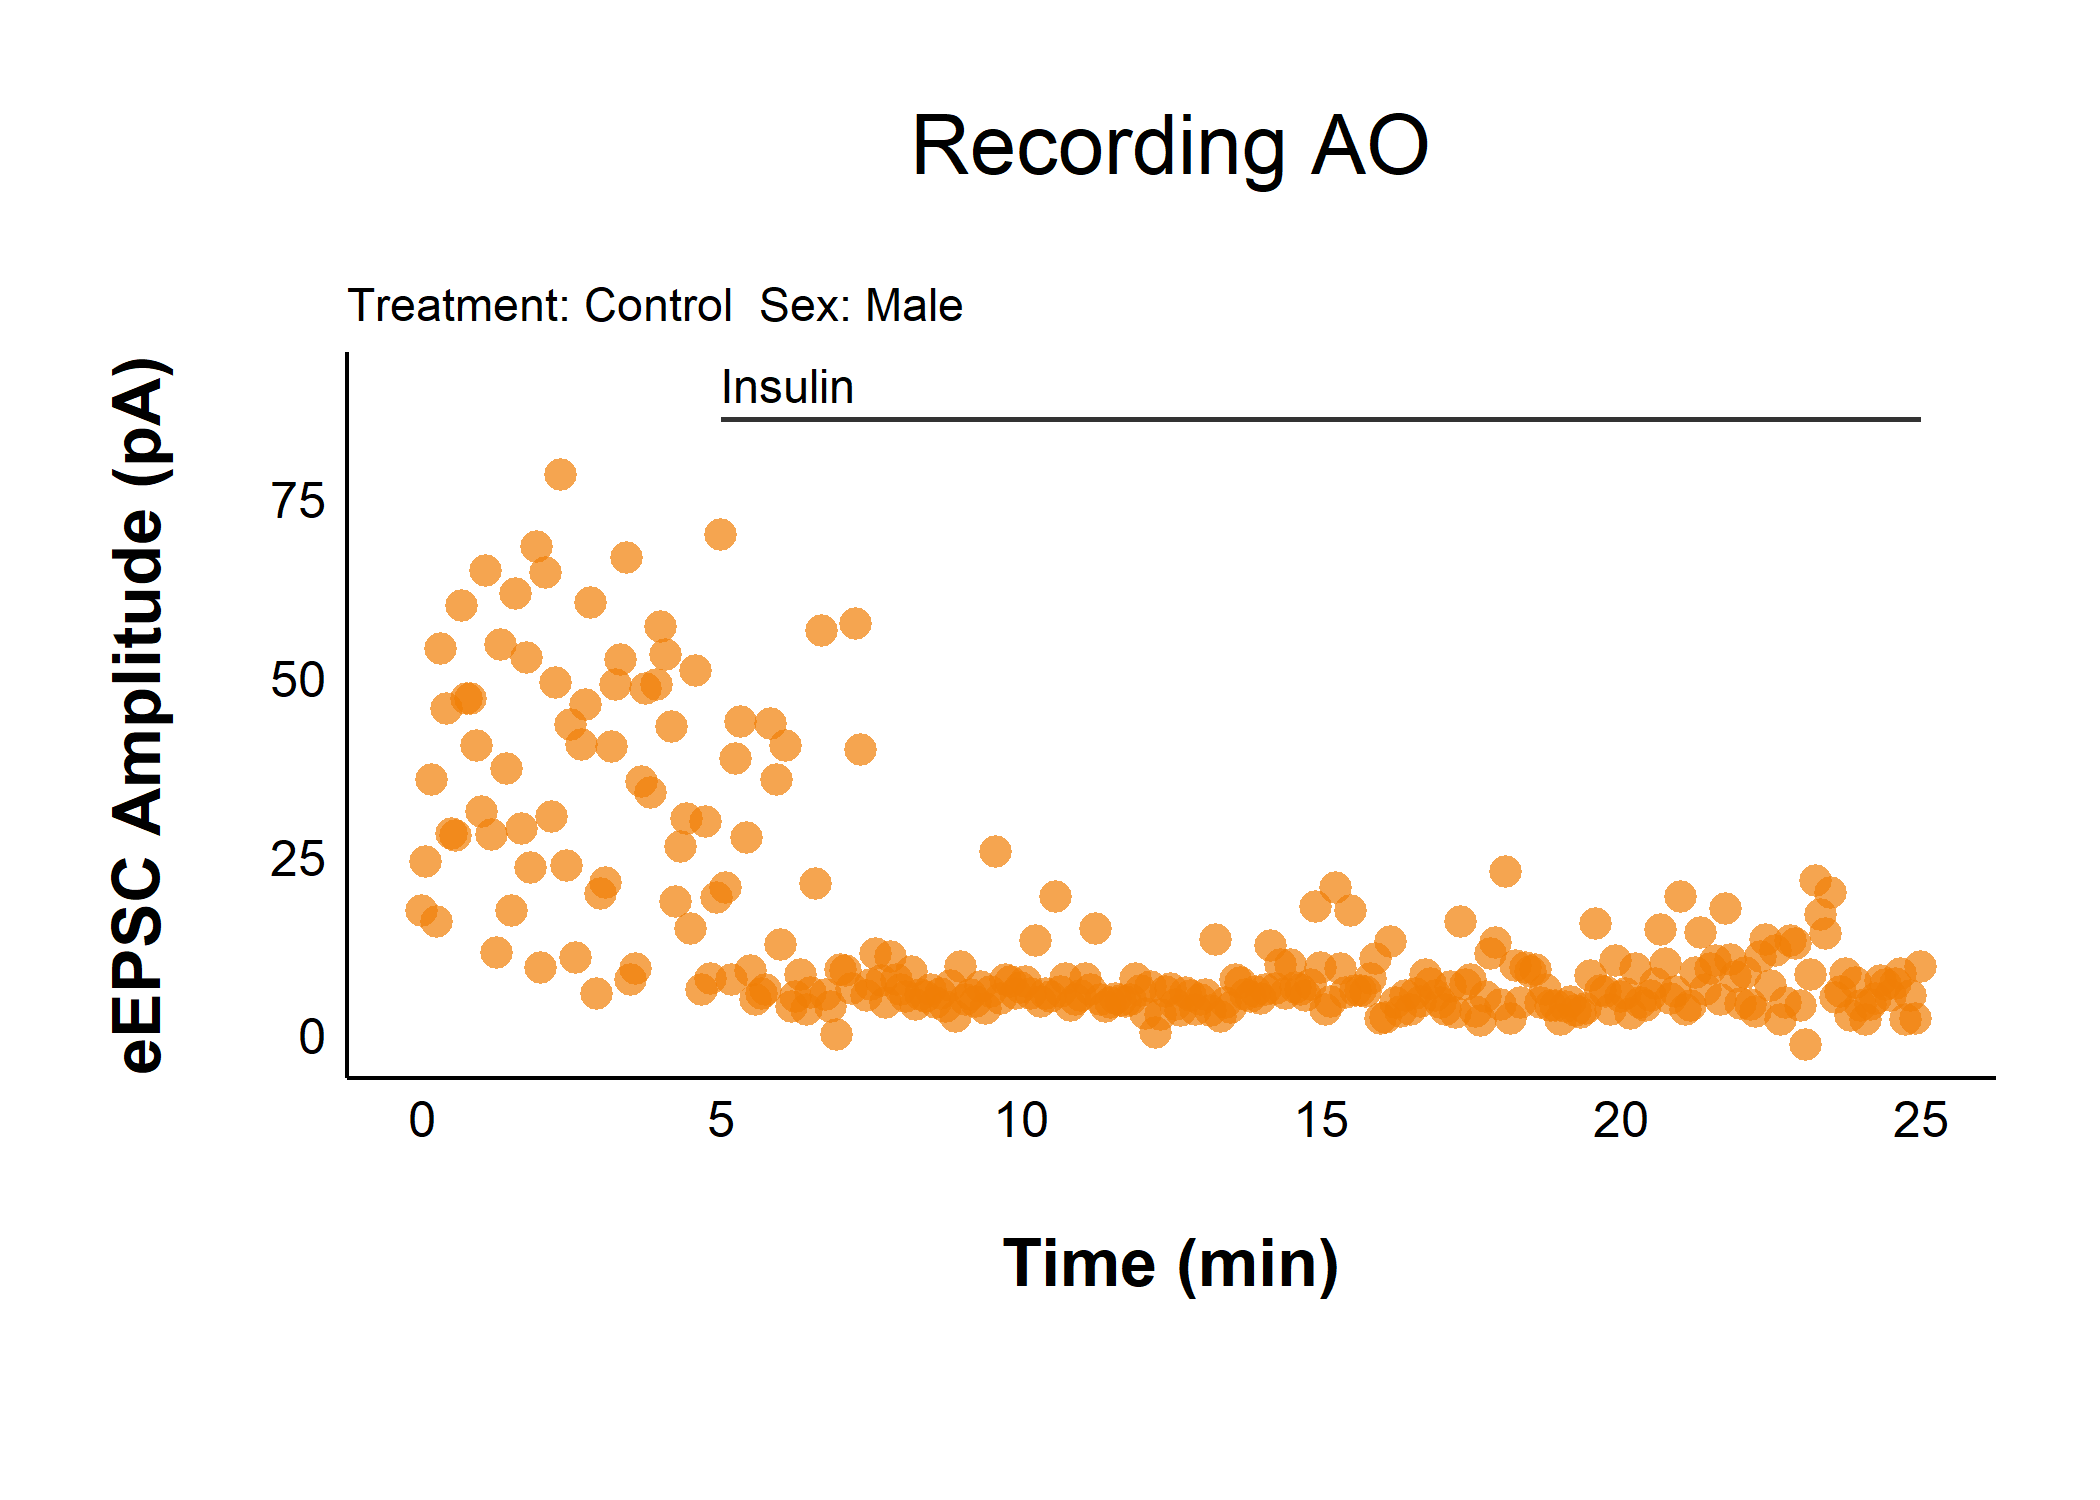 Recording AO
Treatment: Control  Sex: Male
Insulin
eEPSC Amplitude (pA)
75
50
25
0
0 5 10 15 20 25
Time (min)